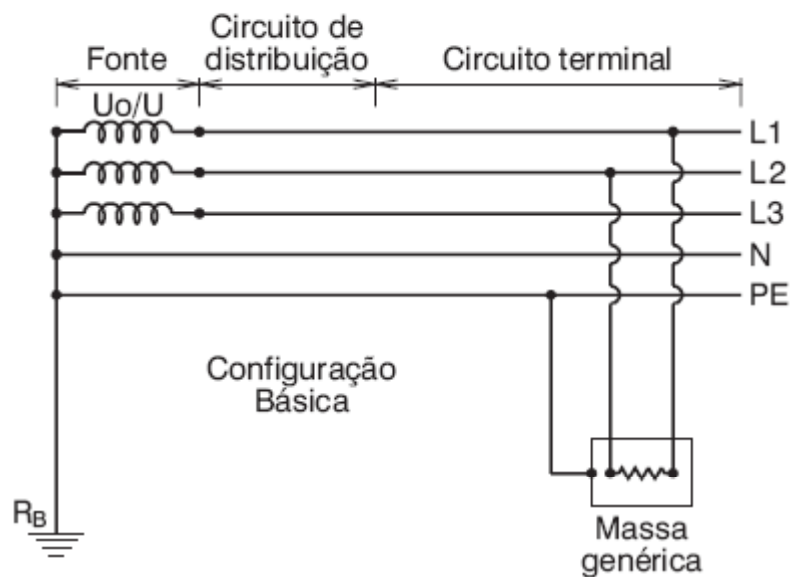 Fonte
Circuito de
distribuição
Circuito terminal
Uo/U
L1
L2
L3
N
PE
Configuração
Básica
RB
Massa
genérica